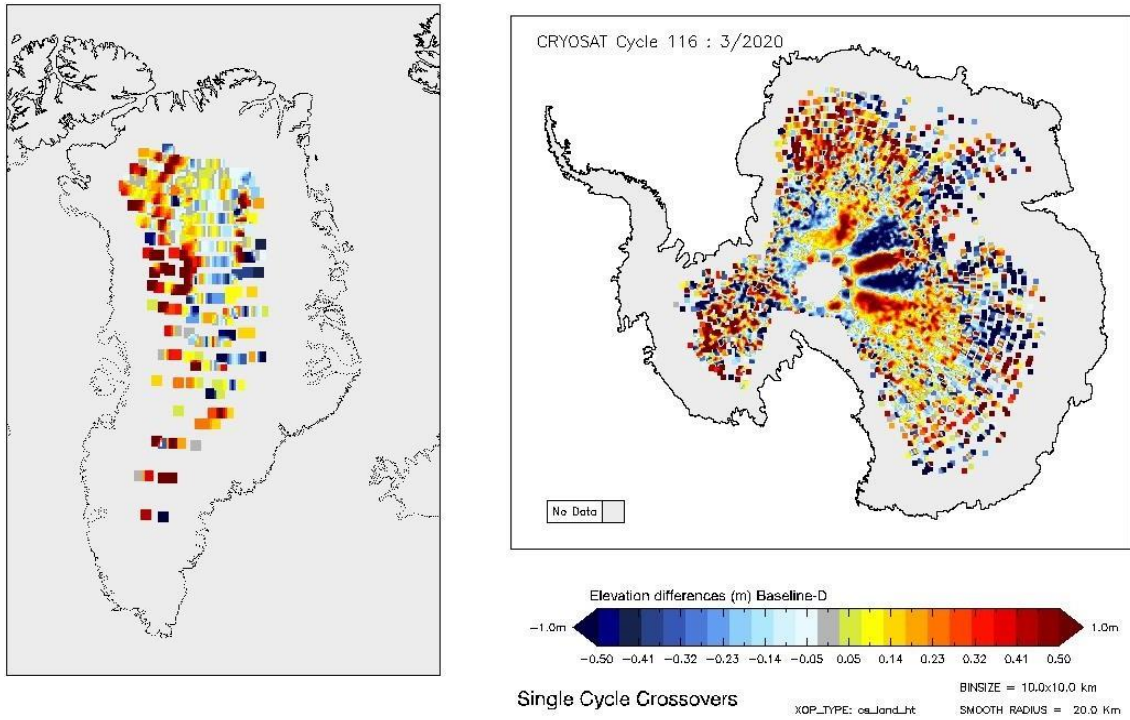 CRYOSAT Cycle 116 : 3/2020
No Data
Elevation differences (m) Baseline-D
-1.0m 1.0m
-0.50 -0.41 -0.32 -0.23 -0.14 -0.05 0.05 0.14 0.23 0.32 0.41 0.50
Single Cycle Crossovers
XOP_TYPE: cs_land_ht
BINSIZE = 10.0x10.0 km
SMOOTH RADIUS = 20.0 Km